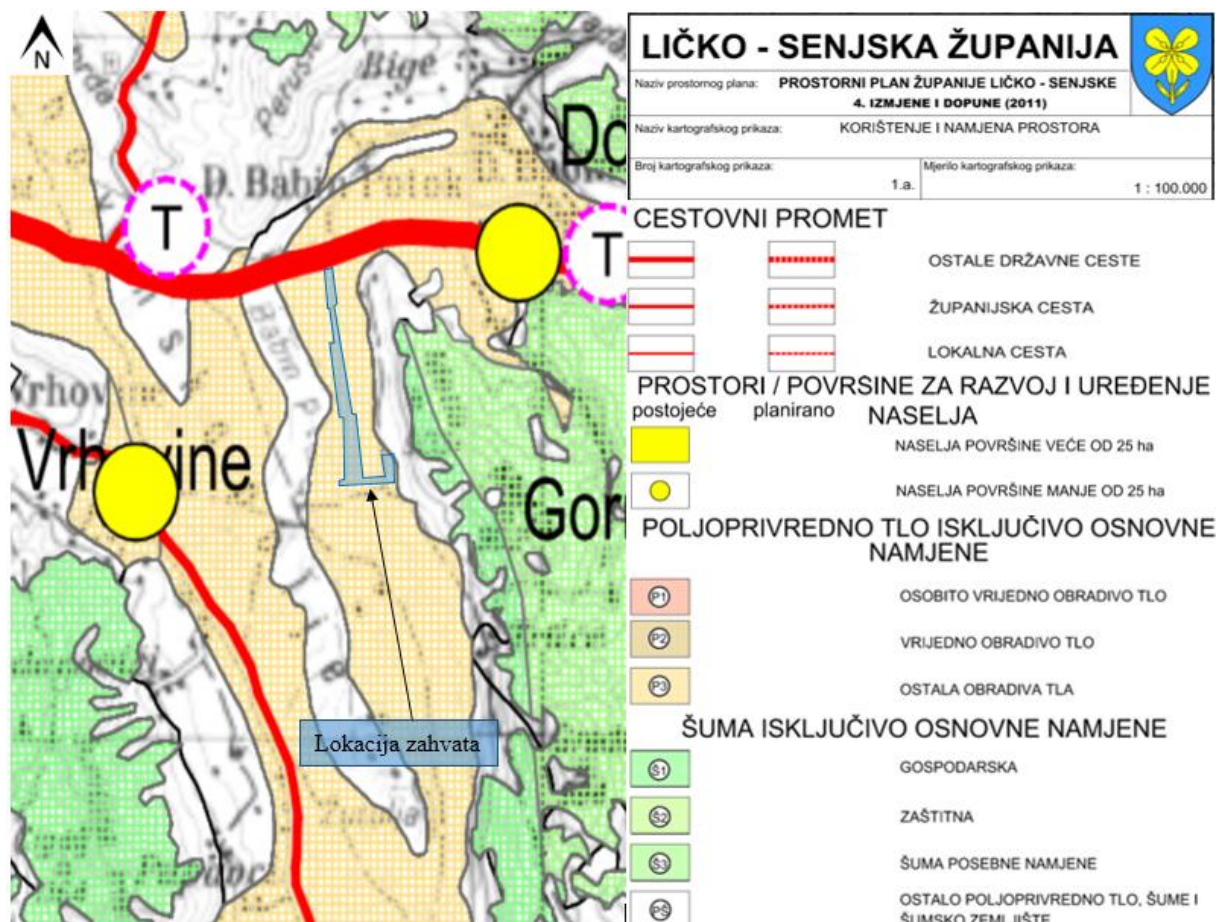 N
Bige
Do
D. Babin Potok
T
T
Babin P
Vrhovine
Gor
Lokacija zahvata
LIČKO - SENJSKA ŽUPANIJA
Naziv prostornog plana: PROSTORNI PLAN ŽUPANIJE LIČKO - SENJSKE
4. IZMJENE I DOPUNE (2011)
Naziv kartografskog prikaza: KORIŠTENJE I NAMJENA PROSTORA
Broj kartografskog prikaza: 1.a.
Mjerilo kartografskog prikaza: 1 : 100.000
CESTOVNI PROMET
OSTALE DRŽAVNE CESTE
ŽUPANIJSKA CESTA
LOKALNA CESTA
PROSTORI / POVRŠINE ZA RAZVOJ I UREĐENJE
postojeće planirano NASELJA
NASELJA POVRŠINE VEĆE OD 25 ha
NASELJA POVRŠINE MANJE OD 25 ha
POLJOPRIVREDNO TLO ISKLJUČIVO OSNOVNE
NAMJENE
P1 OSOBITO VRIJEDNO OBRADIVO TLO
P2 VRIJEDNO OBRADIVO TLO
P3 OSTALA OBRADIVA TLA
ŠUMA ISKLJUČIVO OSNOVNE NAMJENE
Š1 GOSPODARSKA
Š2 ZAŠTITNA
Š3 ŠUMA POSEBNE NAMJENE
PŠ OSTALO POLJOPRIVREDNO TLO, ŠUME I
ŠUMSKO ZEMLJIŠTE